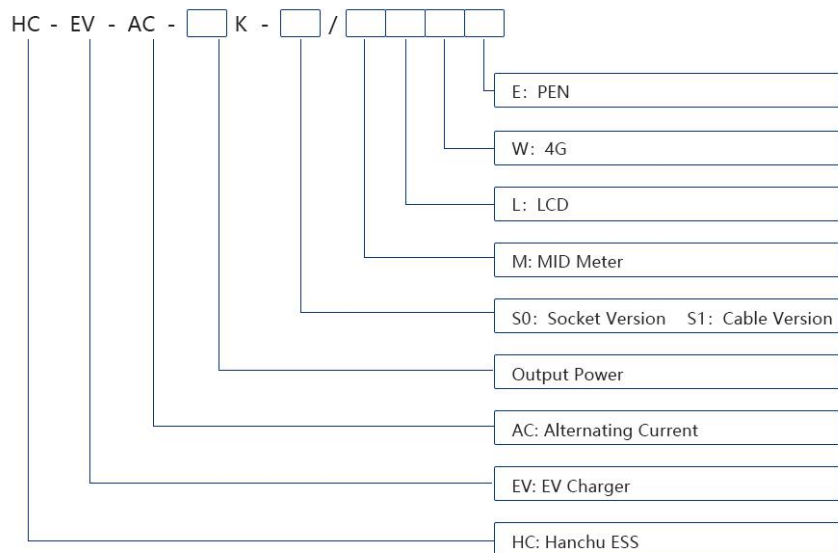 HC - EV - AC - K - /
E: PEN
W: 4G
L: LCD
M: MID Meter
S0: Socket Version S1: Cable Version
Output Power
AC: Alternating Current
EV: EV Charger
HC: Hanchu ESS